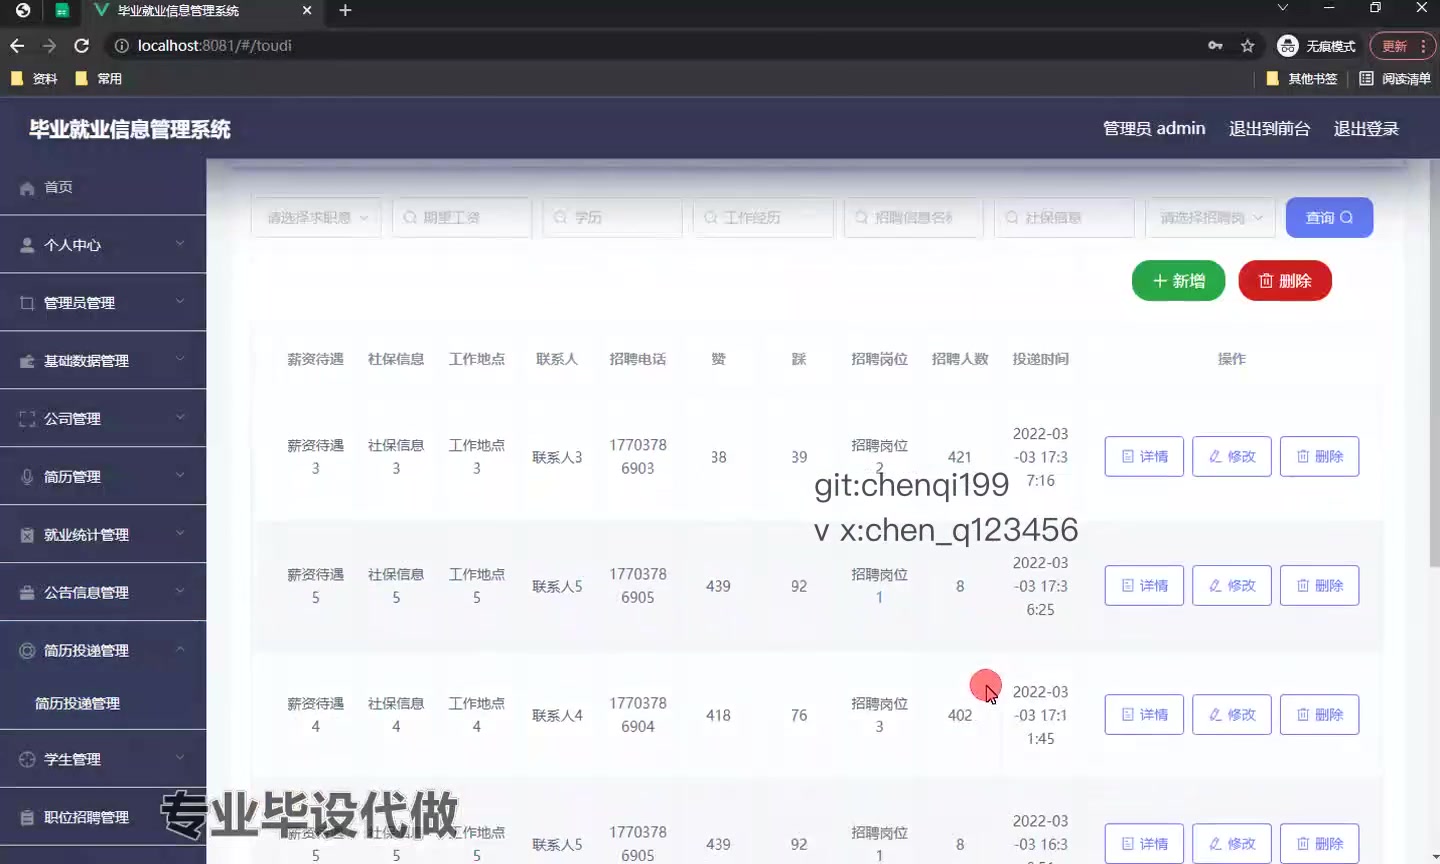 毕业就业信息管理系统
localhost:8081/#/toudi
无痕模式
更新
资料
常用
其他书签
阅读清单
毕业就业信息管理系统
管理员 admin
退出到前台
退出登录
首页
个人中心
管理员管理
基础数据管理
公司管理
简历管理
就业统计管理
公告信息管理
简历投递管理
简历投递管理
学生管理
职位招聘管理
请选择求职意
期望工资
学历
工作经历
招聘信息名称
社保信息
请选择招聘岗
查询
新增
删除
薪资待遇 社保信息 工作地点 联系人 招聘电话 赞 踩 招聘岗位 招聘人数 投递时间 操作
薪资待遇3 社保信息3 工作地点3 联系人3 17703786903 38 39 招聘岗位2 421 2022-03-03 17:37:16 详情 修改 删除
git:chenqi199
v x:chen_q123456
薪资待遇5 社保信息5 工作地点5 联系人5 17703786905 439 92 招聘岗位1 8 2022-03-03 17:36:25 详情 修改 删除
薪资待遇4 社保信息4 工作地点4 联系人4 17703786904 418 76 招聘岗位3 402 2022-03-03 17:11:45 详情 修改 删除
5 5 工作地点5 联系人5 17703786905 439 92 招聘岗位1 8 2022-03-03 16:3 详情 修改 删除
专业毕设代做